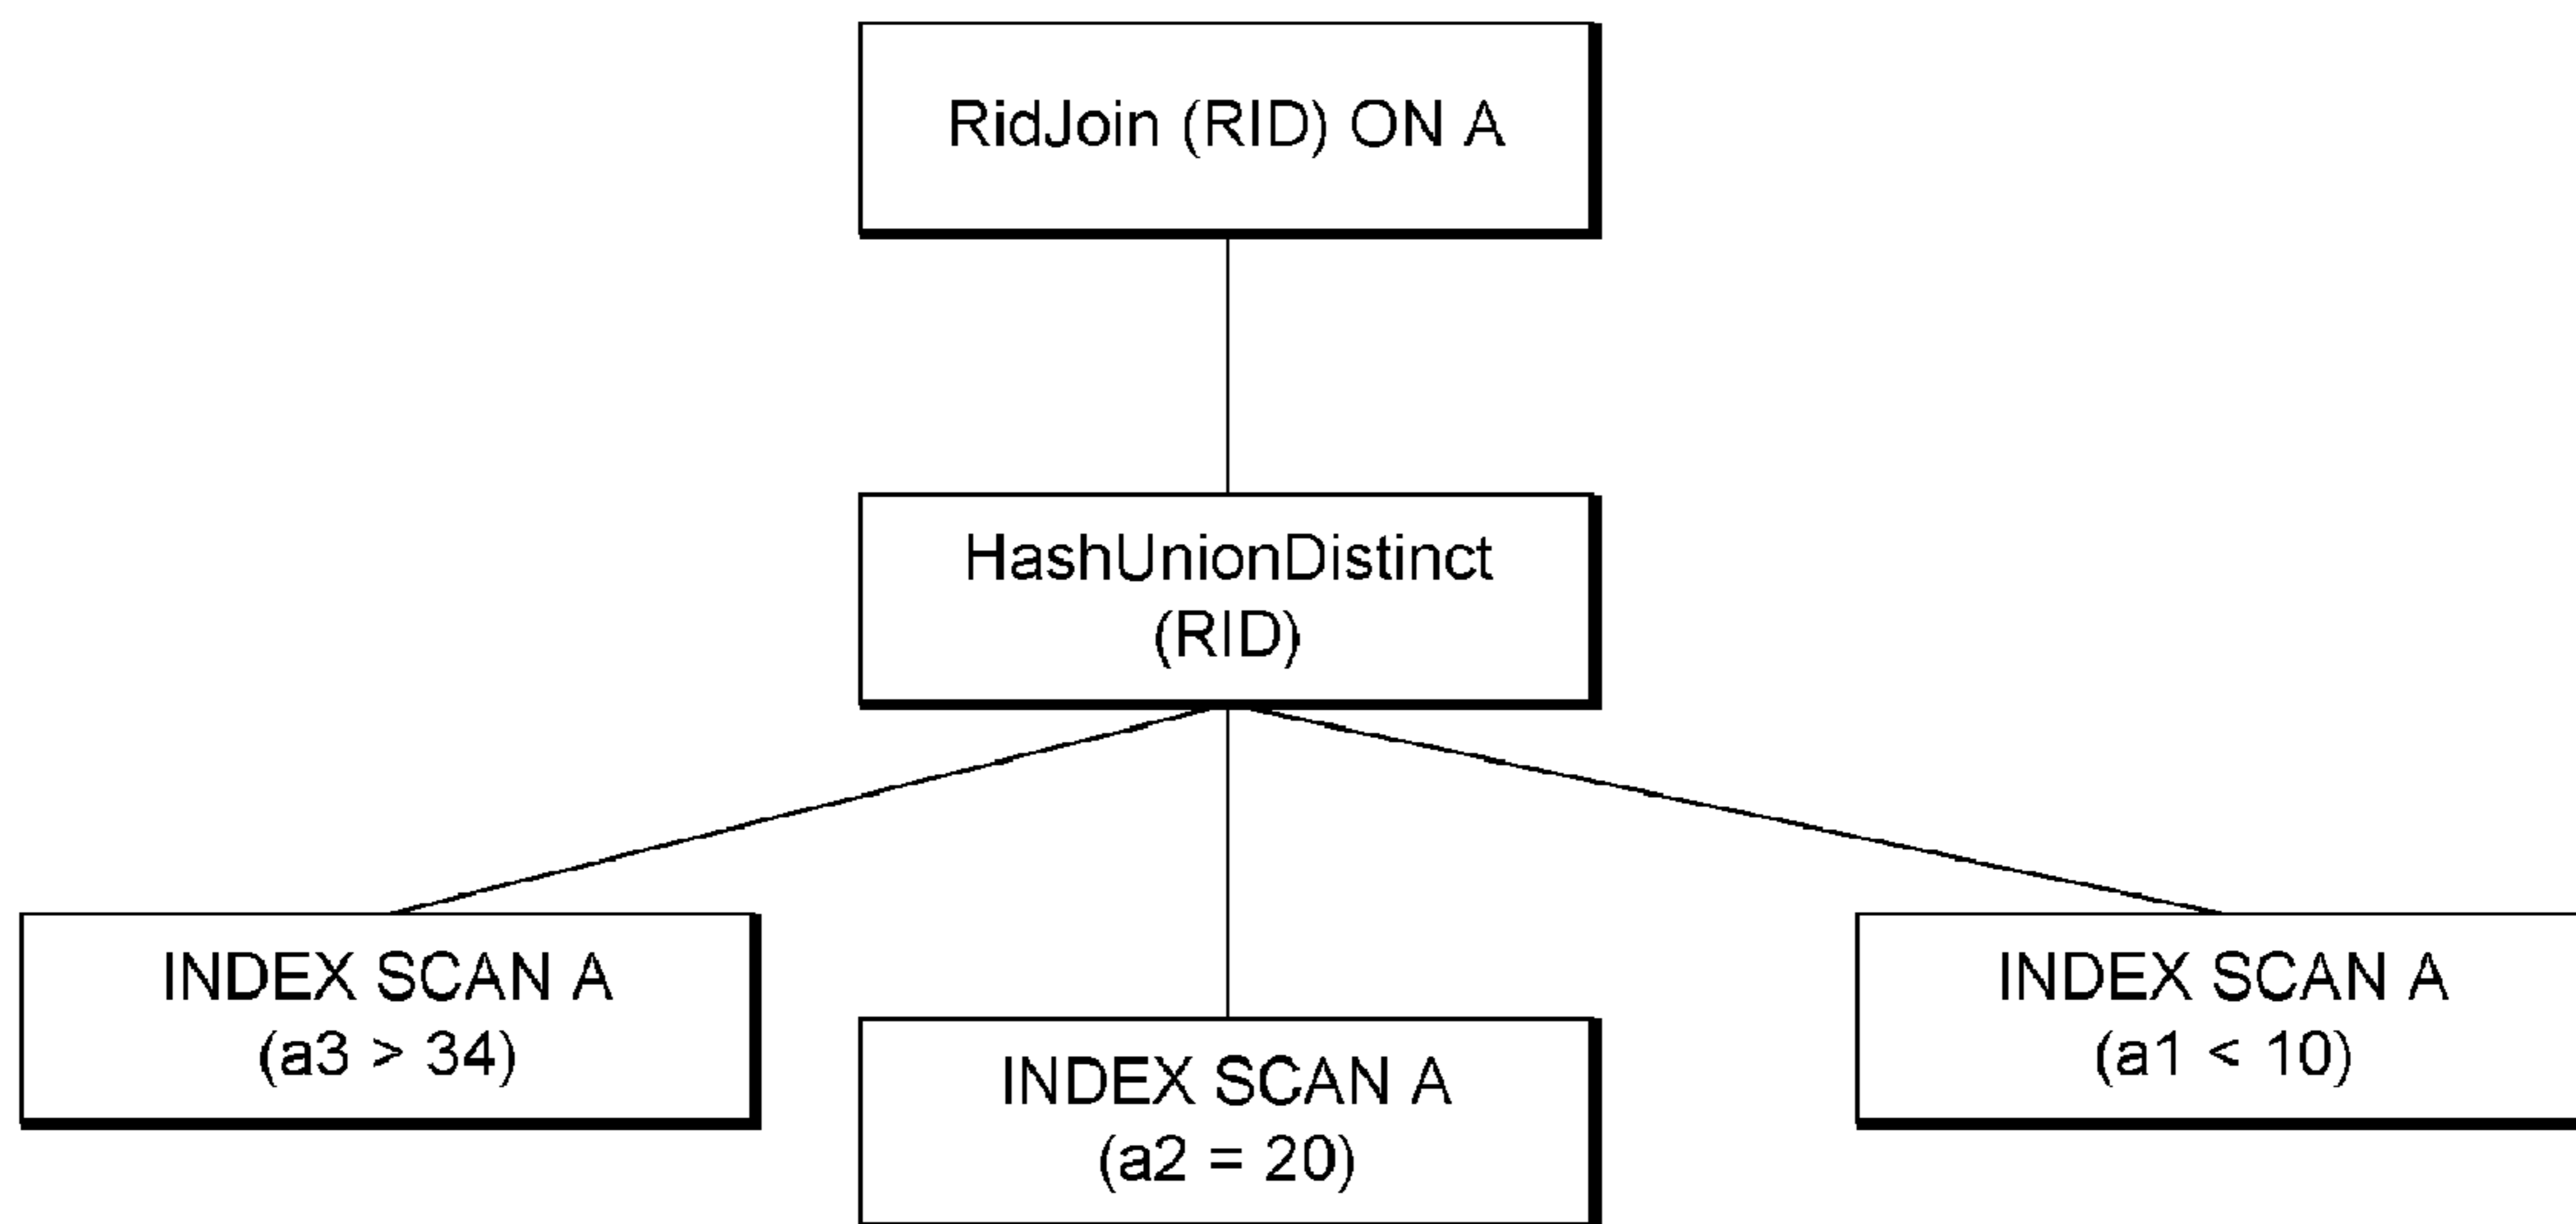 RidJoin (RID) ON A
HashUnionDistinct
(RID)
INDEX SCAN A
(a3 > 34)
INDEX SCAN A
(a2 = 20)
INDEX SCAN A
(a1 < 10)